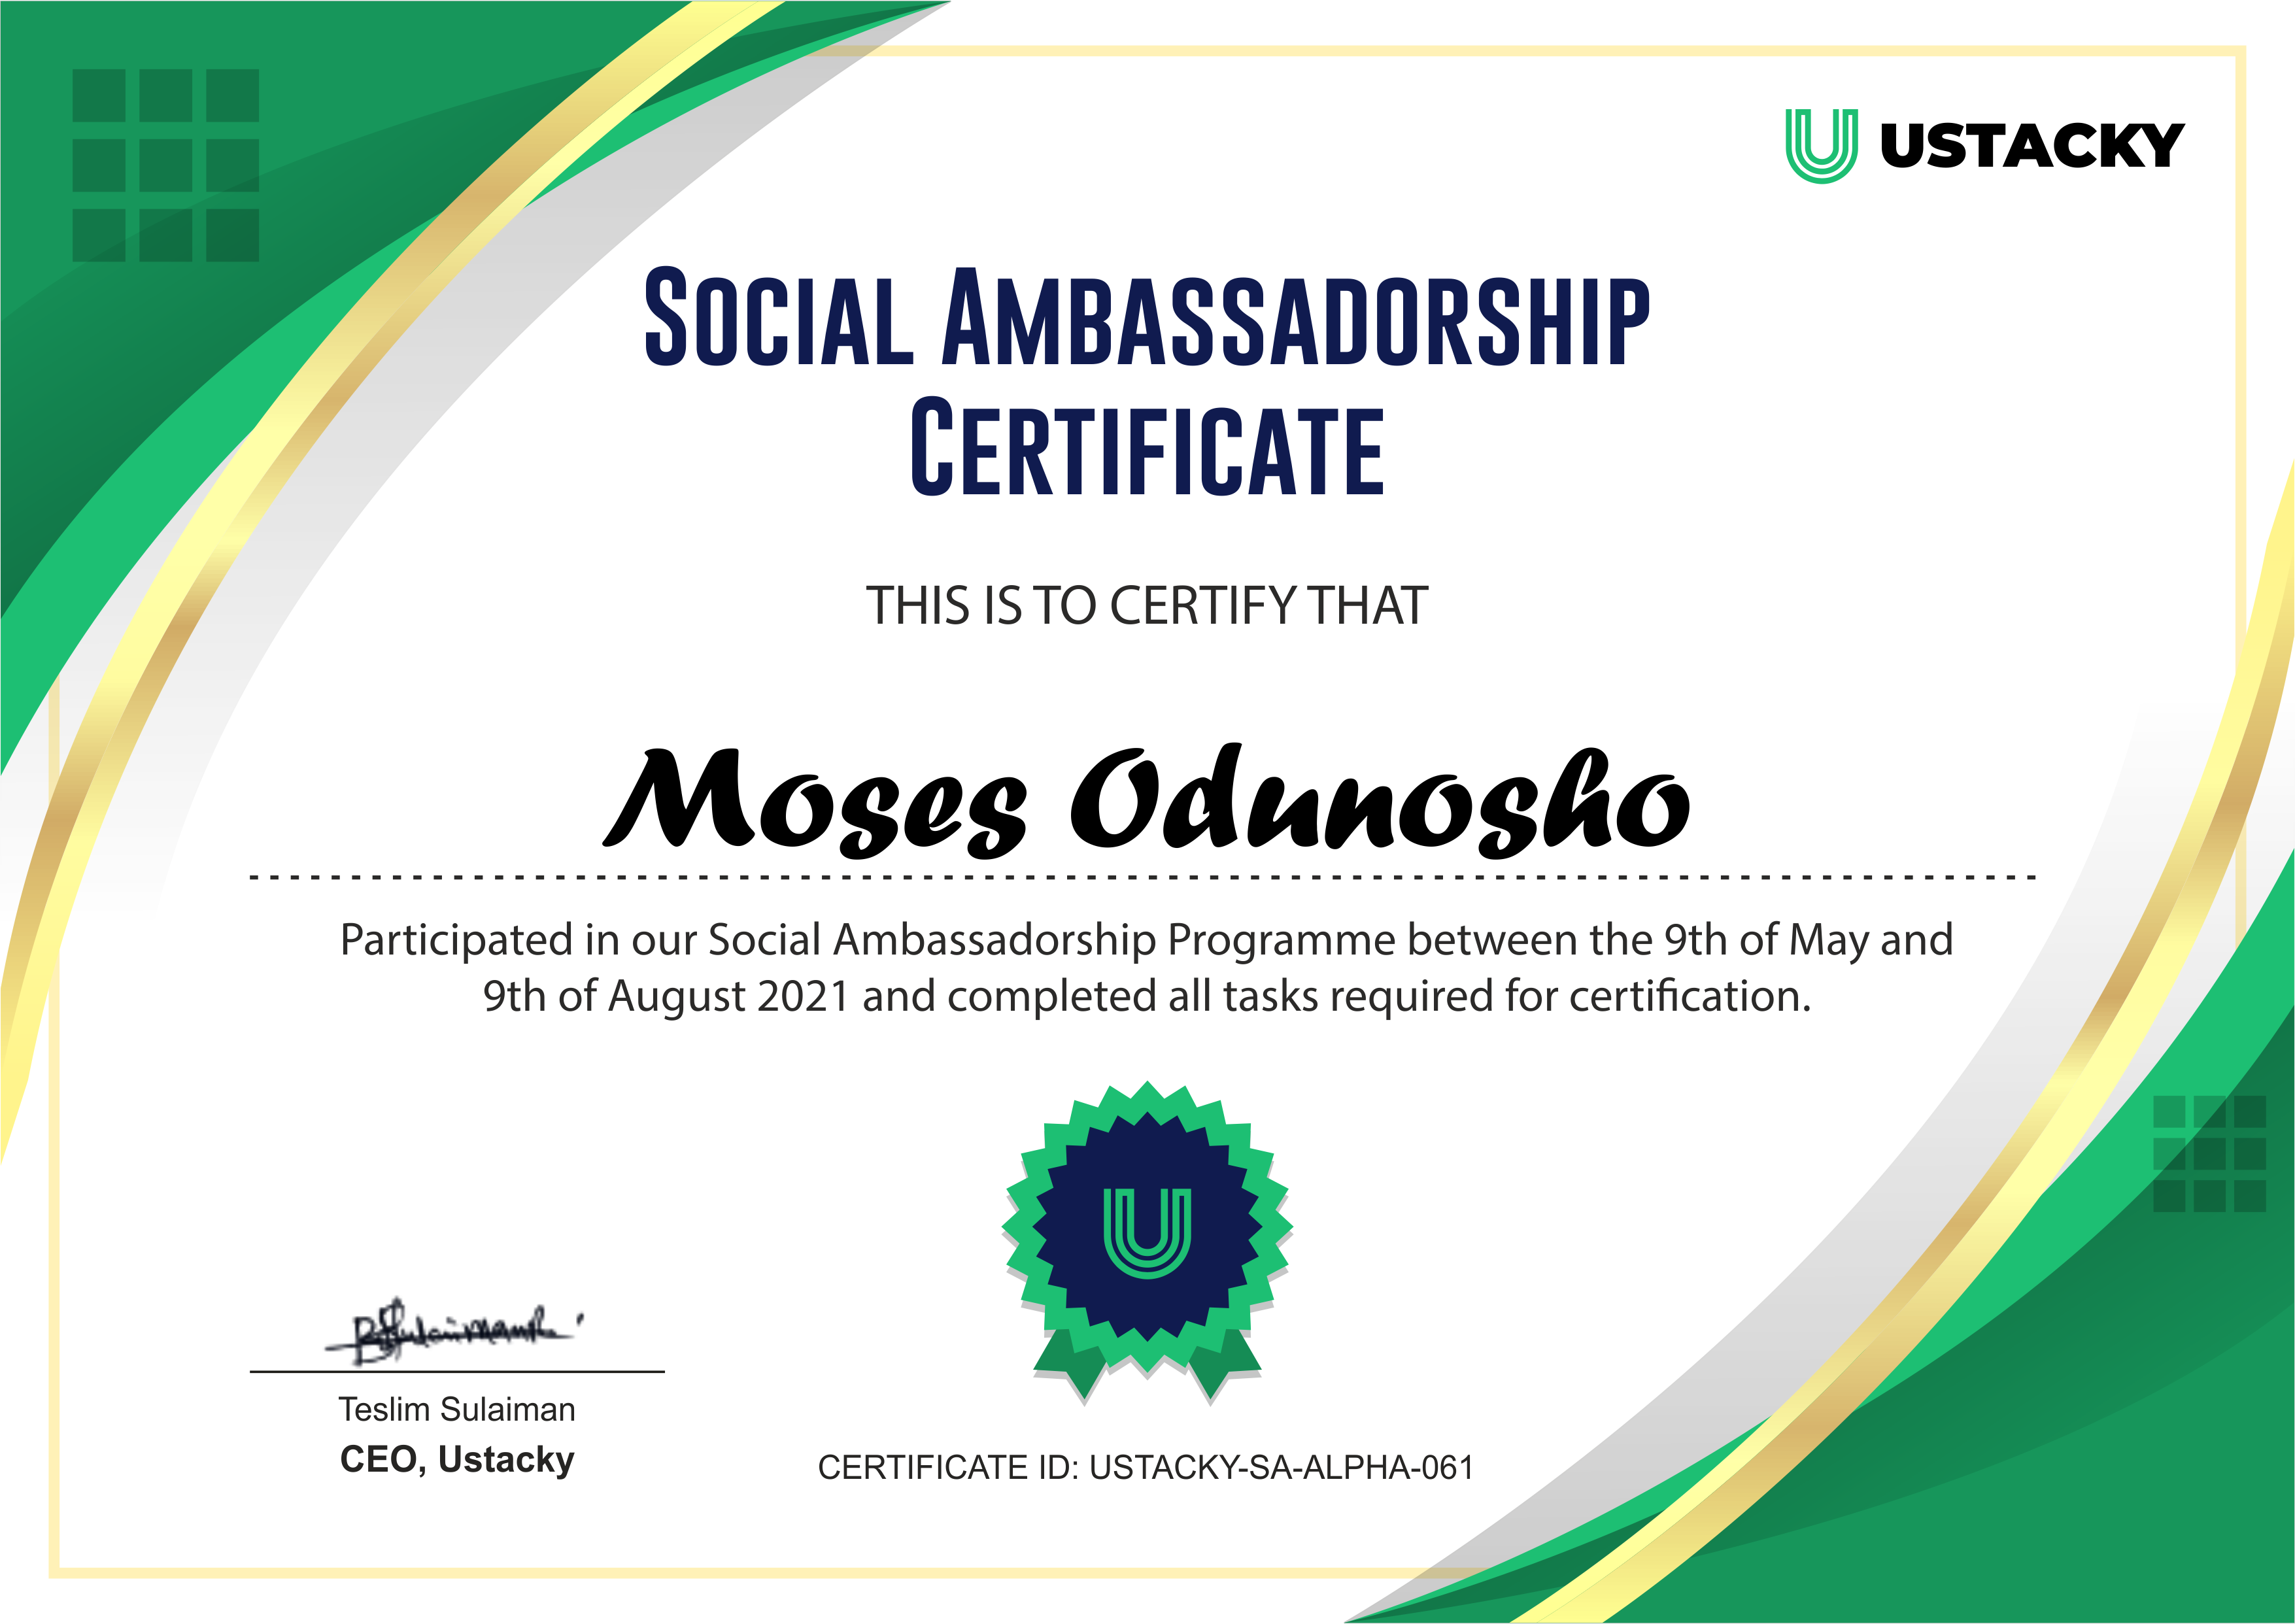 USTACKY
SOCIAL AMBASSADORSHIP
CERTIFICATE
THIS IS TO CERTIFY THAT
Moses Odunosho
Participated in our Social Ambassadorship Programme between the 9th of May and
9th of August 2021 and completed all tasks required for certification.
Teslim Sulaiman
CEO, Ustacky
CERTIFICATE ID: USTACKY-SA-ALPHA-061